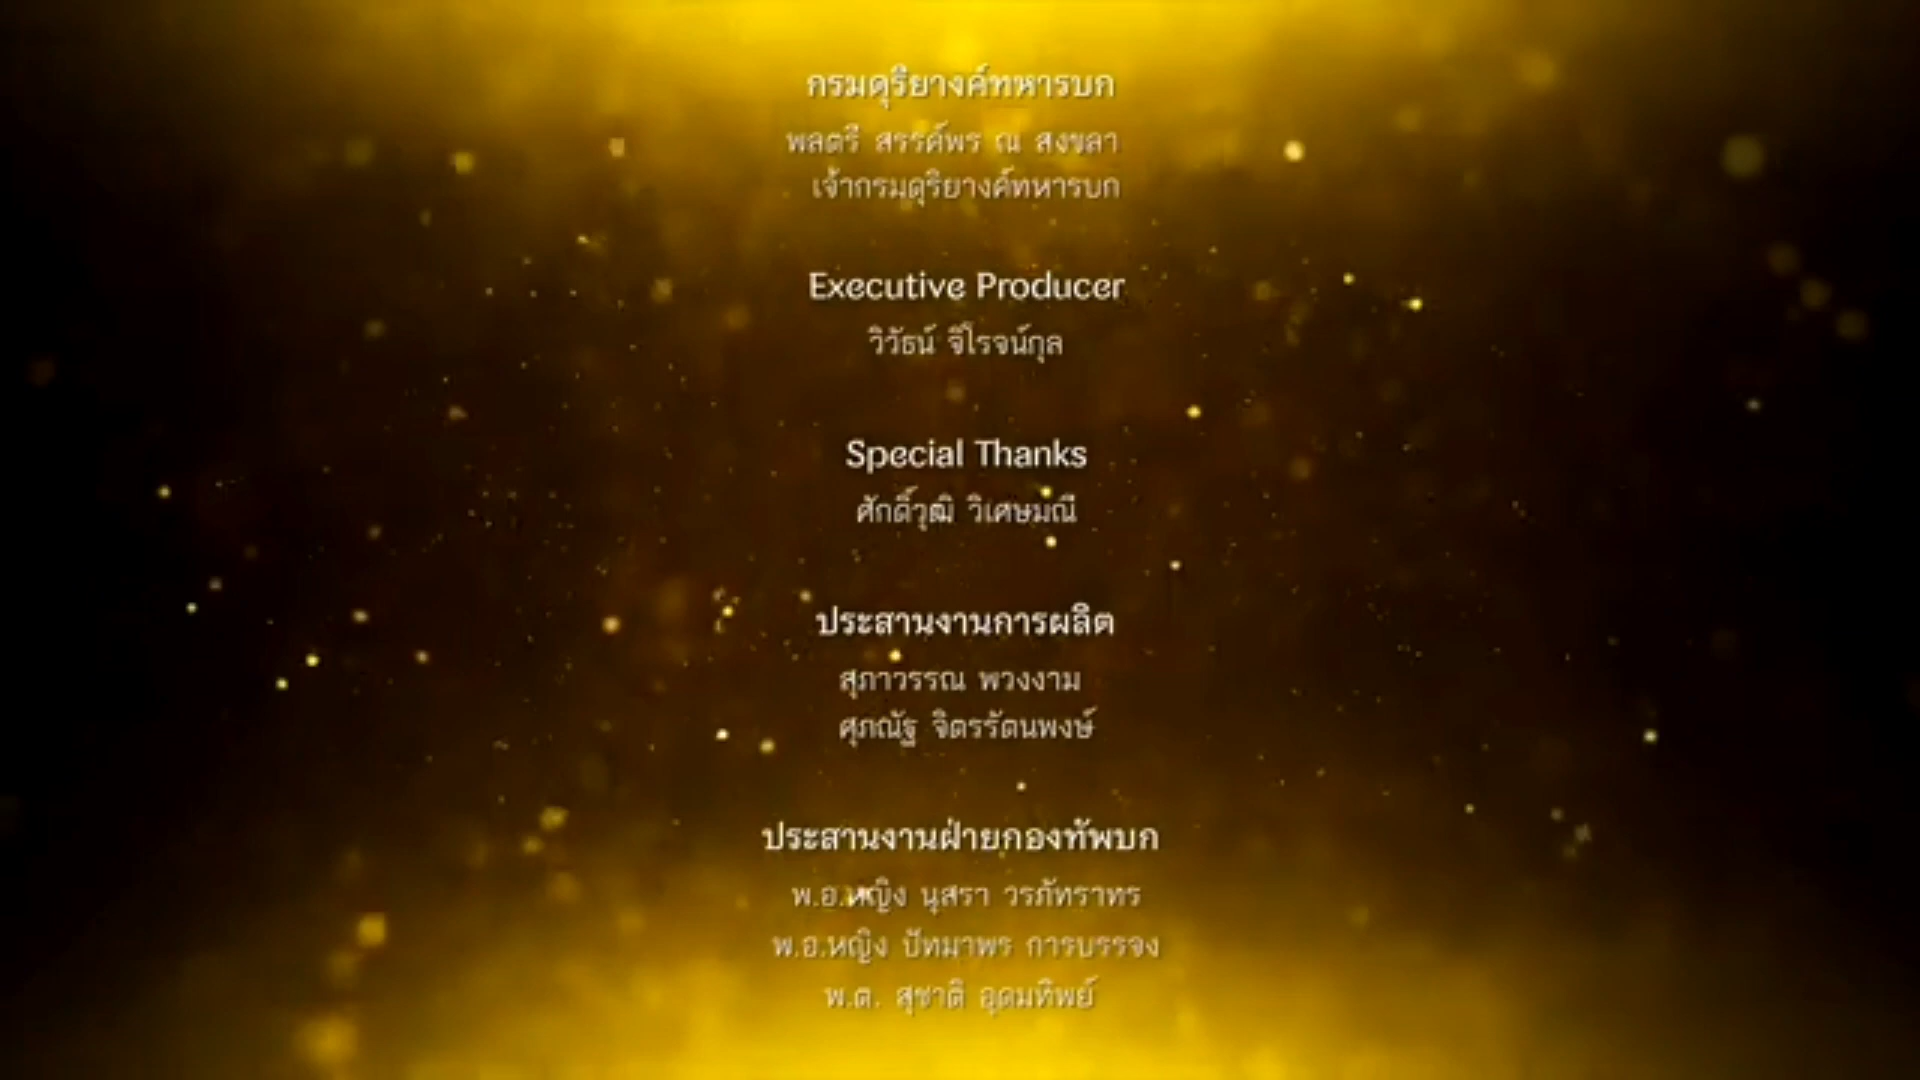 กรมดุริยางค์ทหารบก
พลตรี สรรค์พร ณ สงขลา
เจ้ากรมดุริยางค์ทหารบก
Executive Producer
วิวัธน์ จิโรจน์กุล
Special Thanks
ศักดิ์วุฒิ วิเศษมณี
ประสานงานการผลิต
สุภาวรรณ พวงงาม
ศุภณัฐ จิตรรัตนพงษ์
ประสานงานฝ่ายกองทัพบก
พ.อ.หญิง นุสรา วรภัทราทร
พ.อ.หญิง ปัทมาพร การบรรจง
พ.ต. สุชาติ อุดมทิพย์